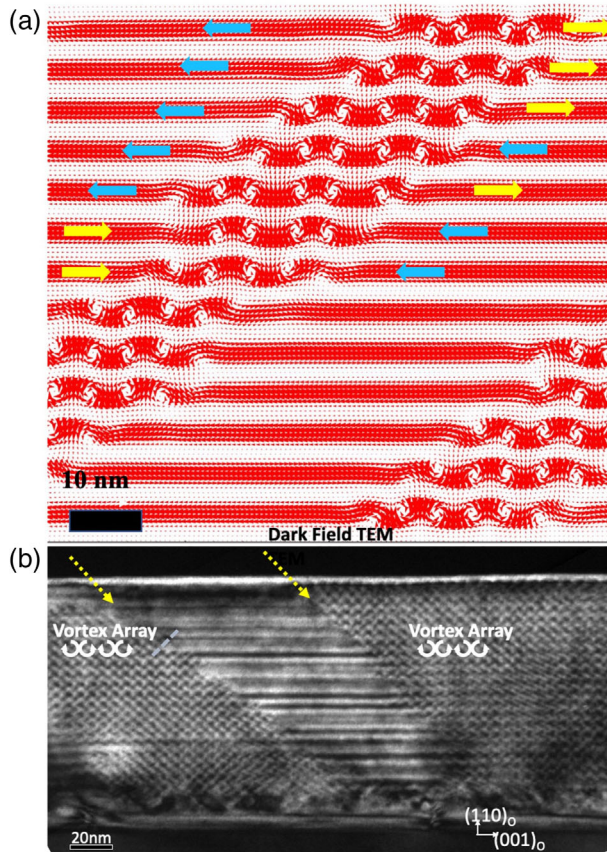 (a)
10 nm
Dark Field TEM
(b)
Vortex Array
Vortex Array
20nm
(110)o
(001)o